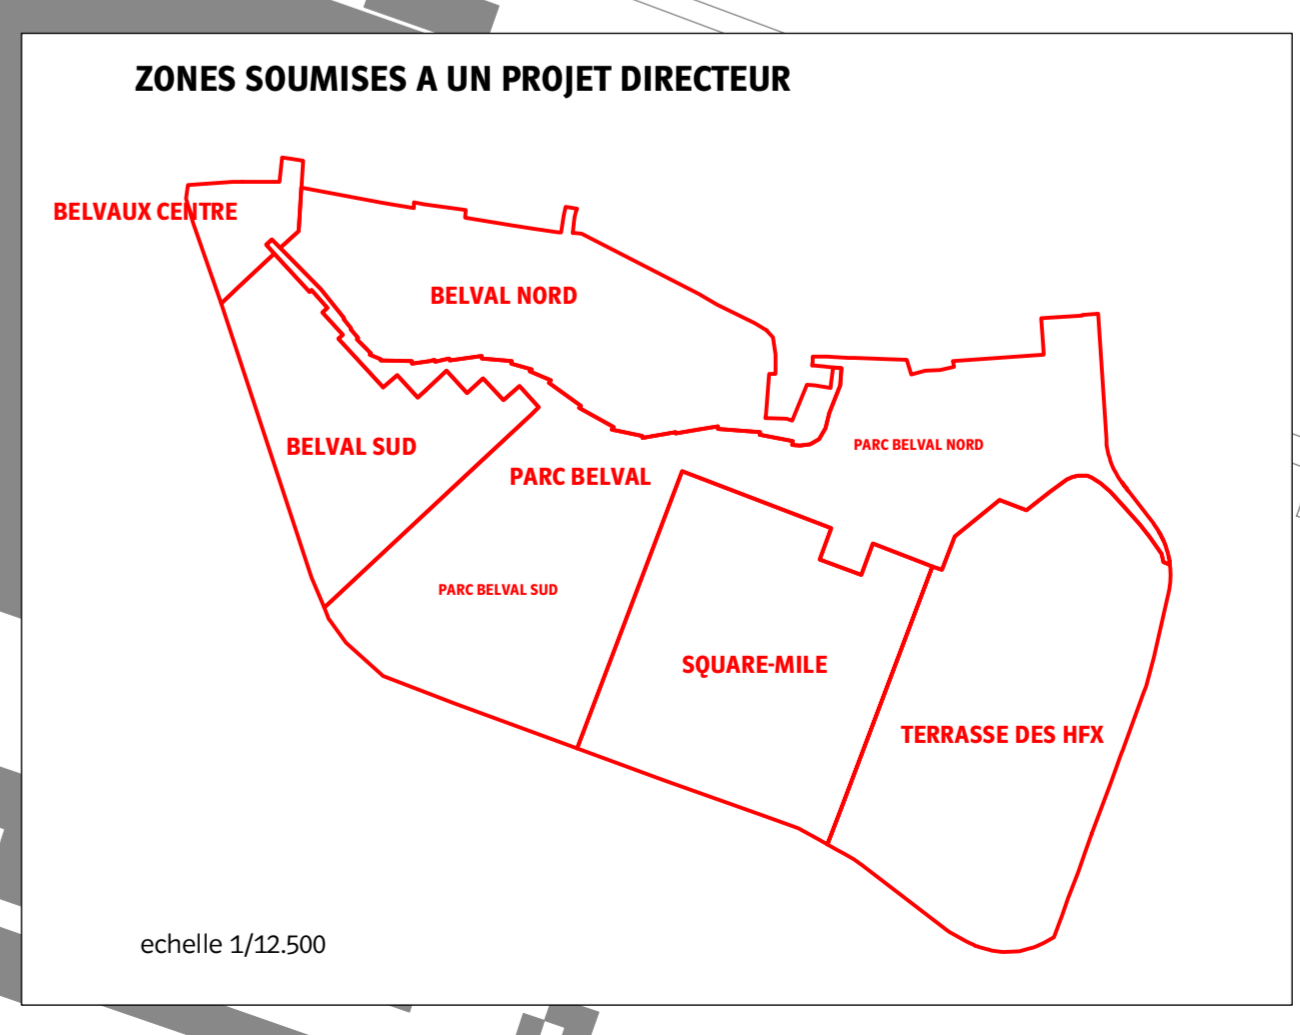 ZONES SOUMISES A UN PROJET DIRECTEUR
BELVAUX CENTRE
BELVAL NORD
BELVAL SUD
PARC BELVAL NORD
PARC BELVAL
PARC BELVAL SUD
SQUARE-MILE
TERRASSE DES HFX
echelle 1/12.500